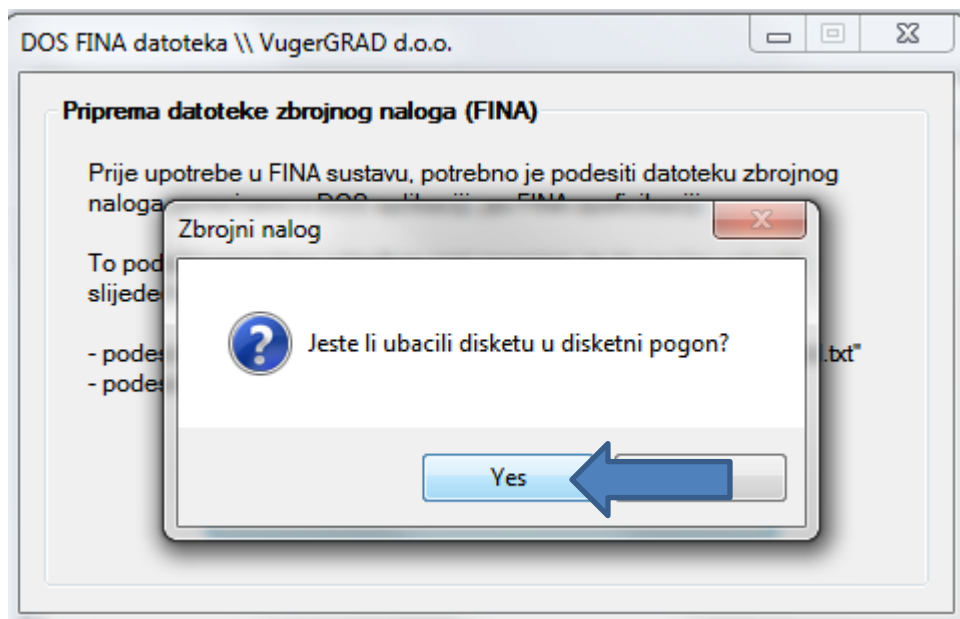 DOS FINA datoteka \\ VugerGRAD d.o.o.
Priprema datoteke zbrojnog naloga (FINA)
Prije upotrebe u FINA sustavu, potrebno je podesiti datoteku zbrojnog
naloga
Zbrojni nalog
To pod
slijede
Jeste li ubacili disketu u disketni pogon?
- podes
.txt"
- podes
Yes